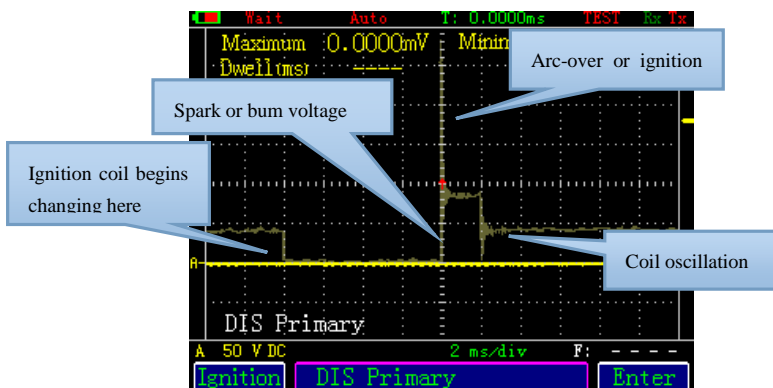 Wait Auto T: 0.0000ms TEST Rx Tx
Maximum :0.0000mV Minim
Dwell(ms): ----
Arc-over or ignition
Spark or bum voltage
Ignition coil begins
changing here
Coil oscillation
A
DIS Primary
A 50 V DC 2 ms/div F: ----
Ignition DIS Primary Enter